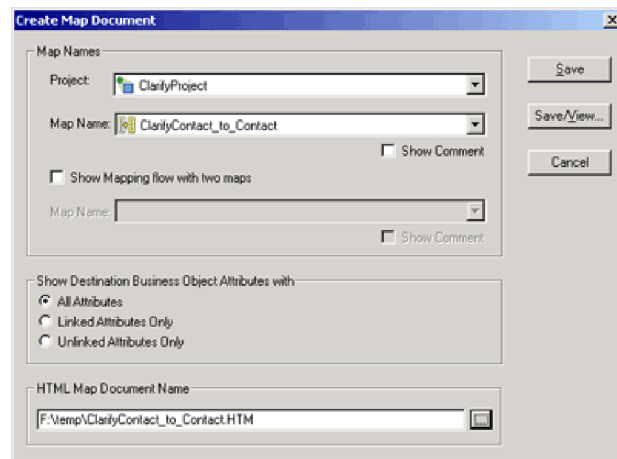 Create Map Document
Map Names
Project:
ClarifyProject
Save
Map Name:
ClarifyContact_to_Contact
Save/View...
Show Comment
Cancel
Show Mapping flow with two maps
Map Name:
Show Comment
Show Destination Business Object Attributes with
All Attributes
Linked Attributes Only
Unlinked Attributes Only
HTML Map Document Name
F:\temp\ClarifyContact_to_Contact.HTM
...